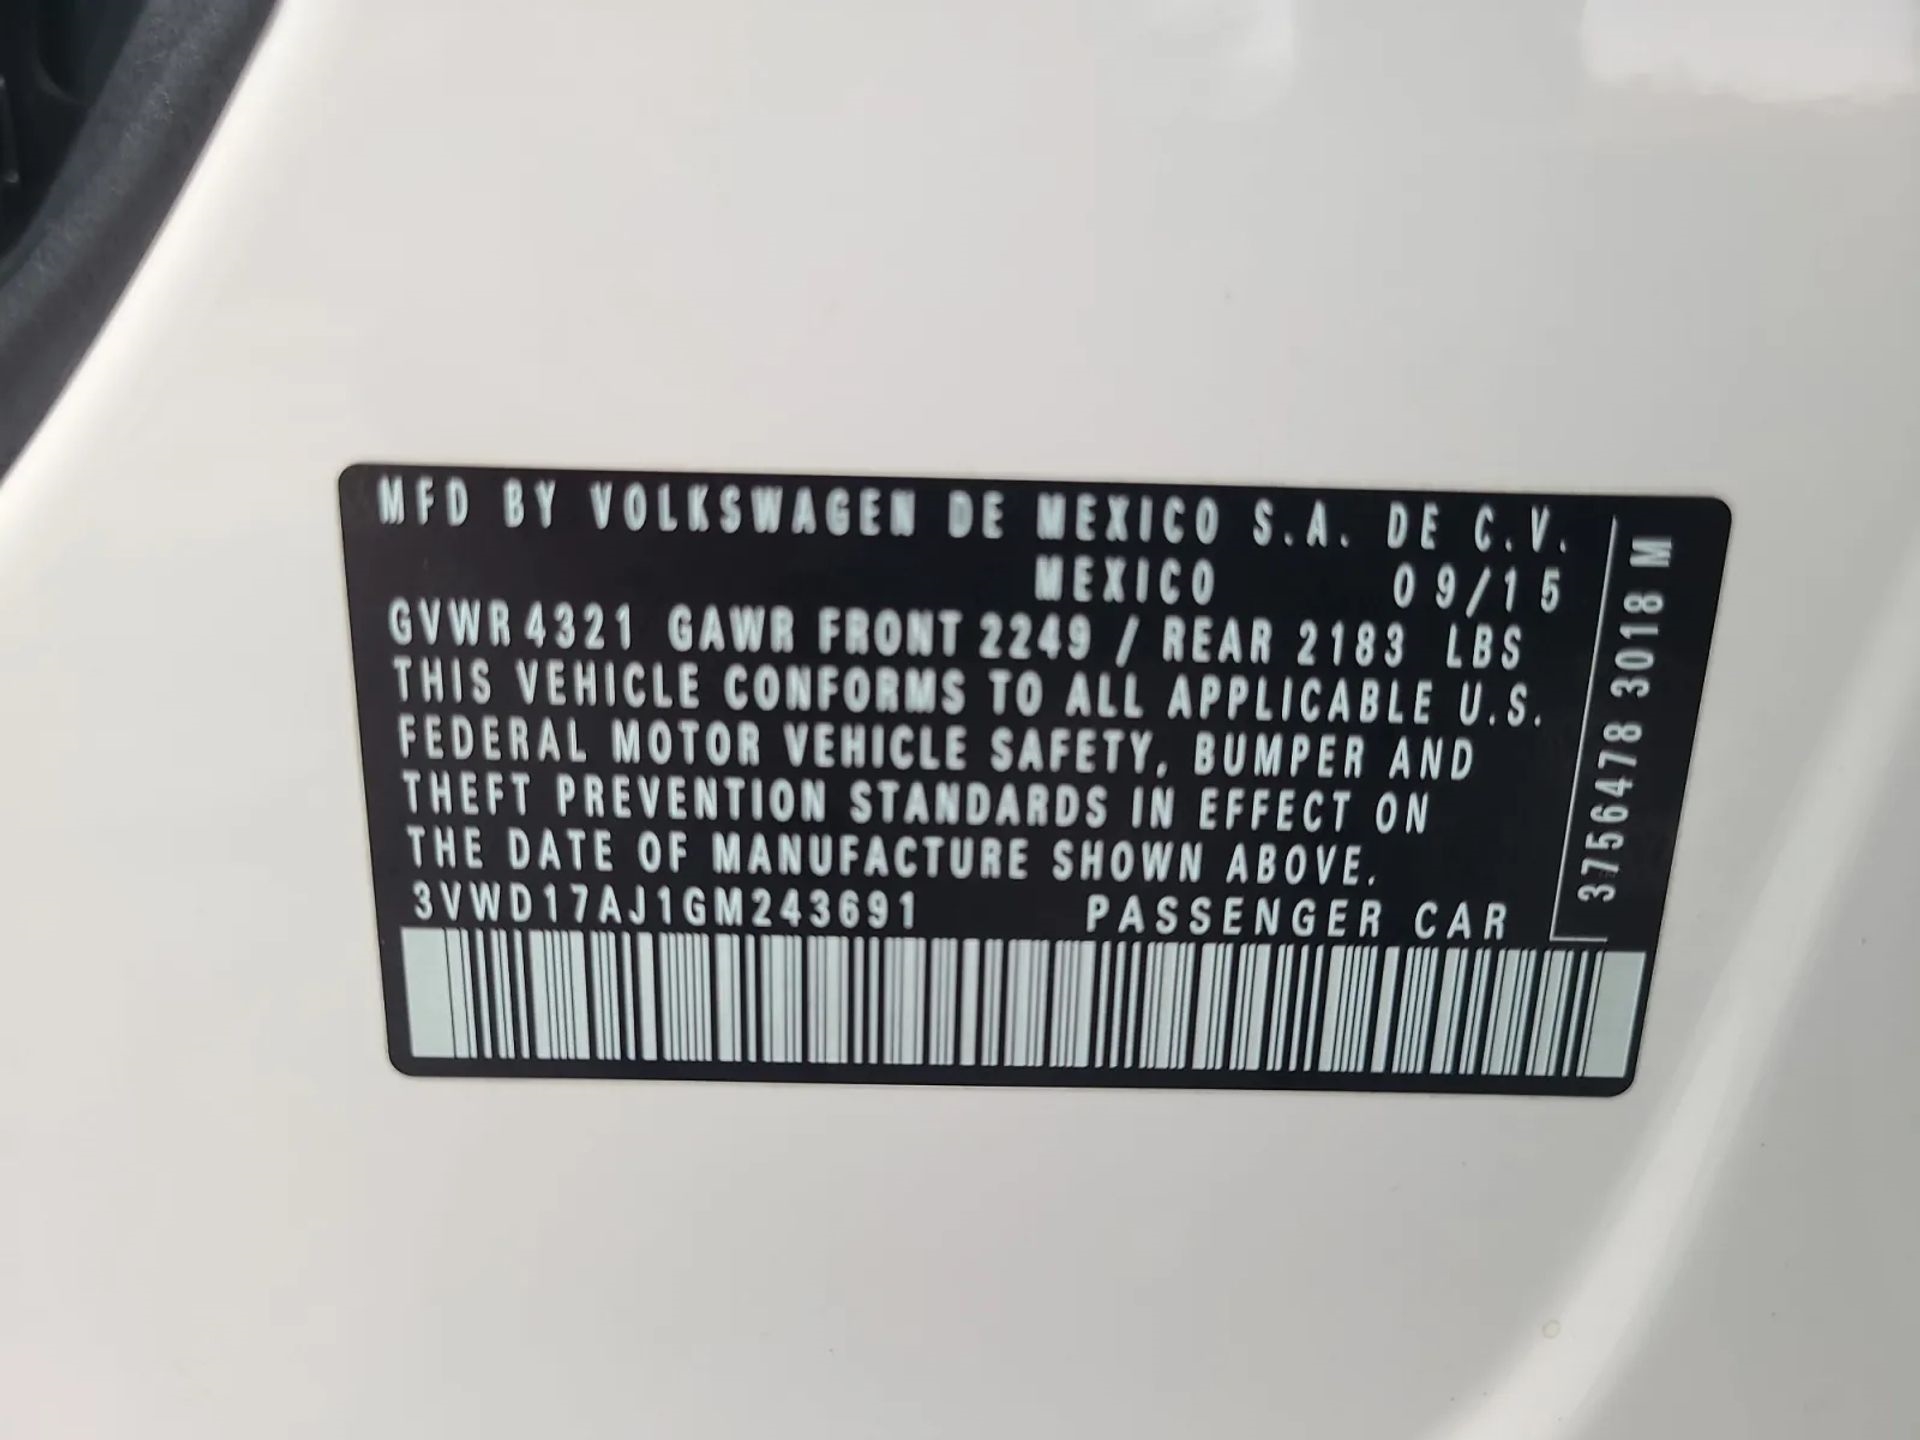 MFD BY VOLKSWAGEN DE MEXICO S.A. DE C.V.
MEXICO 09/15
GVWR 4321 GAWR FRONT 2249 / REAR 2183 LBS
THIS VEHICLE CONFORMS TO ALL APPLICABLE U.S.
FEDERAL MOTOR VEHICLE SAFETY, BUMPER AND
THEFT PREVENTION STANDARDS IN EFFECT ON
THE DATE OF MANUFACTURE SHOWN ABOVE.
3VWD17AJ1GM243691 PASSENGER CAR
3756478 3018 M